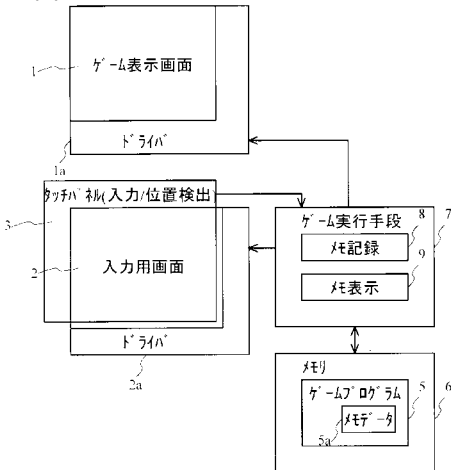 1
ゲーム表示画面
ドライバ
1a
タッチパネル(入力/位置検出)
3
2
入力用画面
ドライバ
2a
ゲーム実行手段
8
7
メモ記録
9
メモ表示
メモリ
ゲームプログラム
5
6
メモデータ
5a